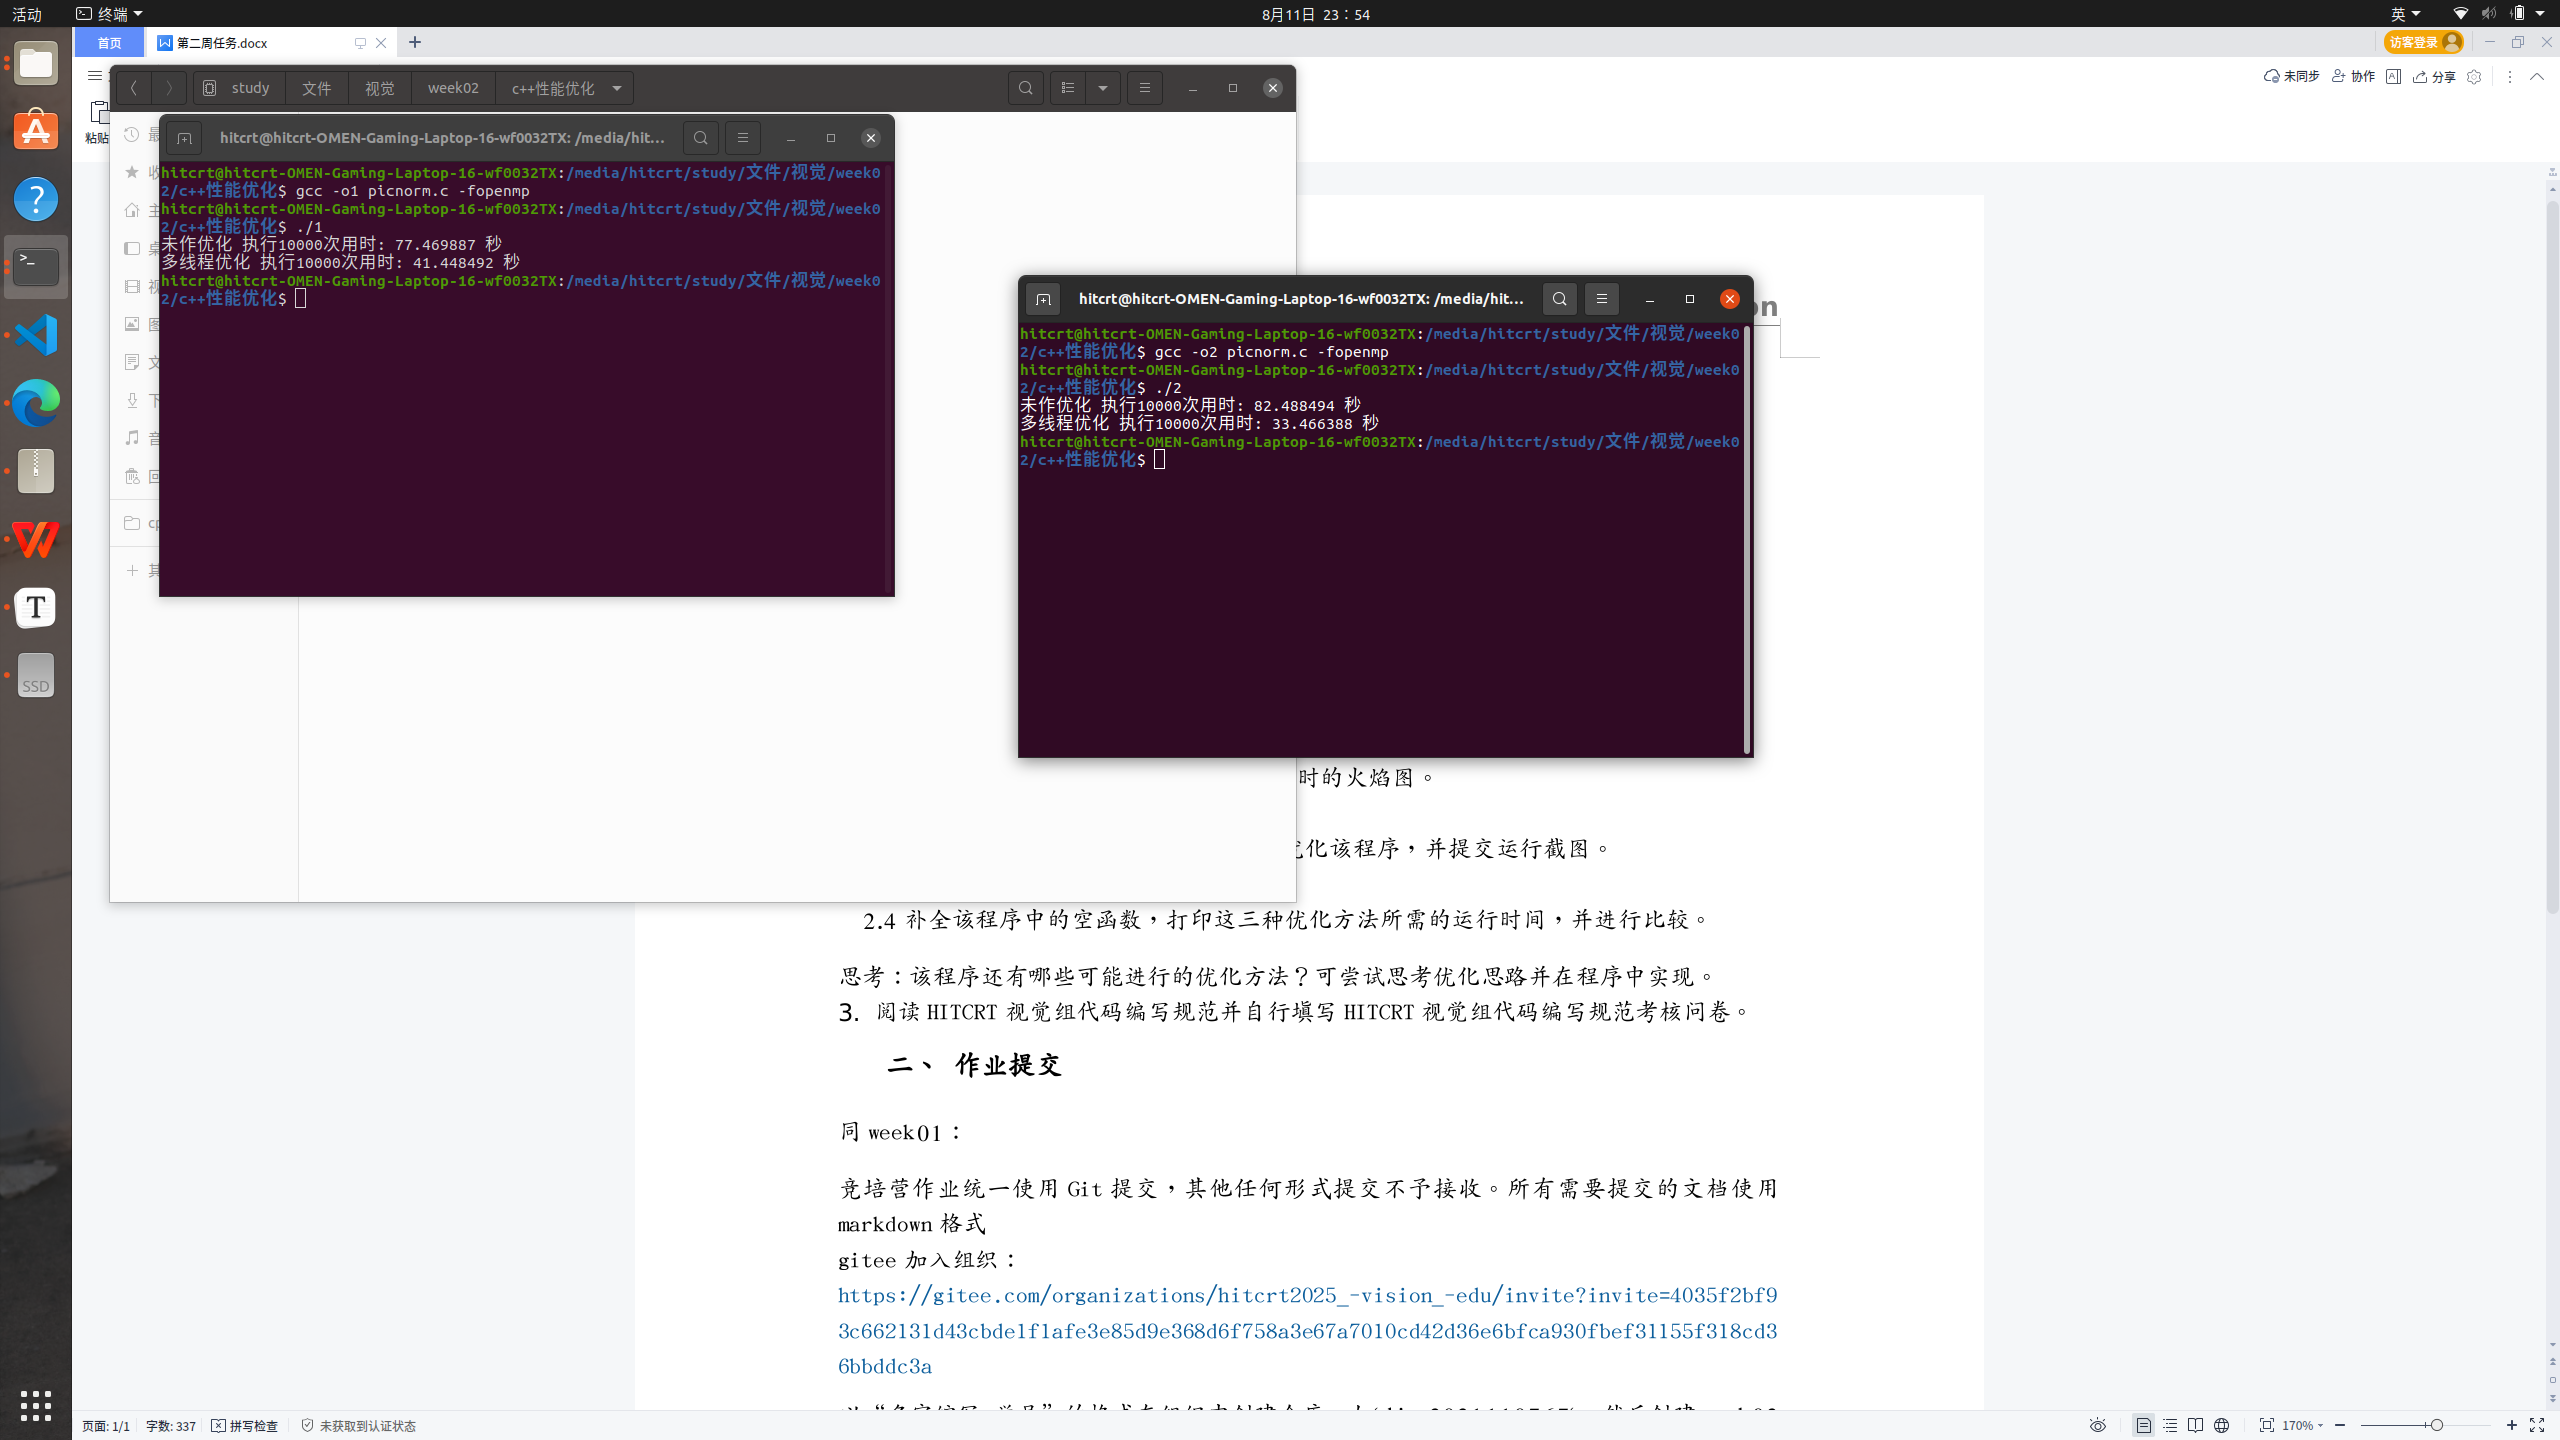 活动
终端
8月11日 23：54
英
首页
第二周任务.docx
访客登录
未同步
协作
分享
粘贴
study
文件
视觉
week02
c++性能优化
hitcrt@hitcrt-OMEN-Gaming-Laptop-16-wf0032TX: /media/hit...
hitcrt@hitcrt-OMEN-Gaming-Laptop-16-wf0032TX:/media/hitcrt/study/文件/视觉/week0
2/c++性能优化$ gcc -o1 picnorm.c -fopenmp
hitcrt@hitcrt-OMEN-Gaming-Laptop-16-wf0032TX:/media/hitcrt/study/文件/视觉/week0
2/c++性能优化$ ./1
未作优化 执行10000次用时: 77.469887 秒
多线程优化 执行10000次用时: 41.448492 秒
hitcrt@hitcrt-OMEN-Gaming-Laptop-16-wf0032TX:/media/hitcrt/study/文件/视觉/week0
2/c++性能优化$
hitcrt@hitcrt-OMEN-Gaming-Laptop-16-wf0032TX: /media/hit...
hitcrt@hitcrt-OMEN-Gaming-Laptop-16-wf0032TX:/media/hitcrt/study/文件/视觉/week0
2/c++性能优化$ gcc -o2 picnorm.c -fopenmp
hitcrt@hitcrt-OMEN-Gaming-Laptop-16-wf0032TX:/media/hitcrt/study/文件/视觉/week0
2/c++性能优化$ ./2
未作优化 执行10000次用时: 82.488494 秒
多线程优化 执行10000次用时: 33.466388 秒
hitcrt@hitcrt-OMEN-Gaming-Laptop-16-wf0032TX:/media/hitcrt/study/文件/视觉/week0
2/c++性能优化$
SSD
时的火焰图。
化该程序，并提交运行截图。
2.4 补全该程序中的空函数，打印这三种优化方法所需的运行时间，并进行比较。
思考：该程序还有哪些可能进行的优化方法？可尝试思考优化思路并在程序中实现。
3. 阅读 HITCRT 视觉组代码编写规范并自行填写 HITCRT 视觉组代码编写规范考核问卷。
二、 作业提交
同 week01：
竞培营作业统一使用 Git 提交，其他任何形式提交不予接收。所有需要提交的文档使用
markdown 格式
gitee 加入组织：
https://gitee.com/organizations/hitcrt2025_-vision_-edu/invite?invite=4035f2bf9
3c662131d43cbde1f1afe3e85d9e368d6f758a3e67a7010cd42d36e6bfca930fbef31155f318cd3
6bbddc3a
页面: 1/1
字数: 337
拼写检查
未获取到认证状态
170%